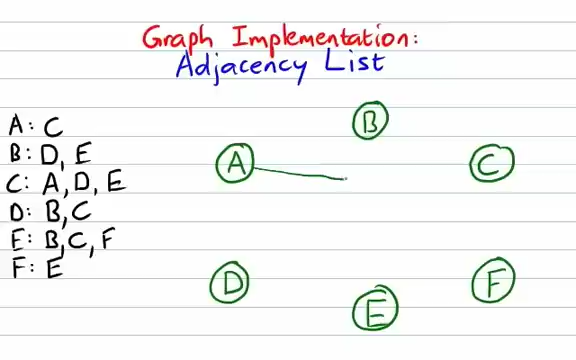 Graph Implementation:
Adjacency List
A: C
B: D, E
C: A, D, E
D: B, C
E: B, C, F
F: E
B
A
C
D
E
F